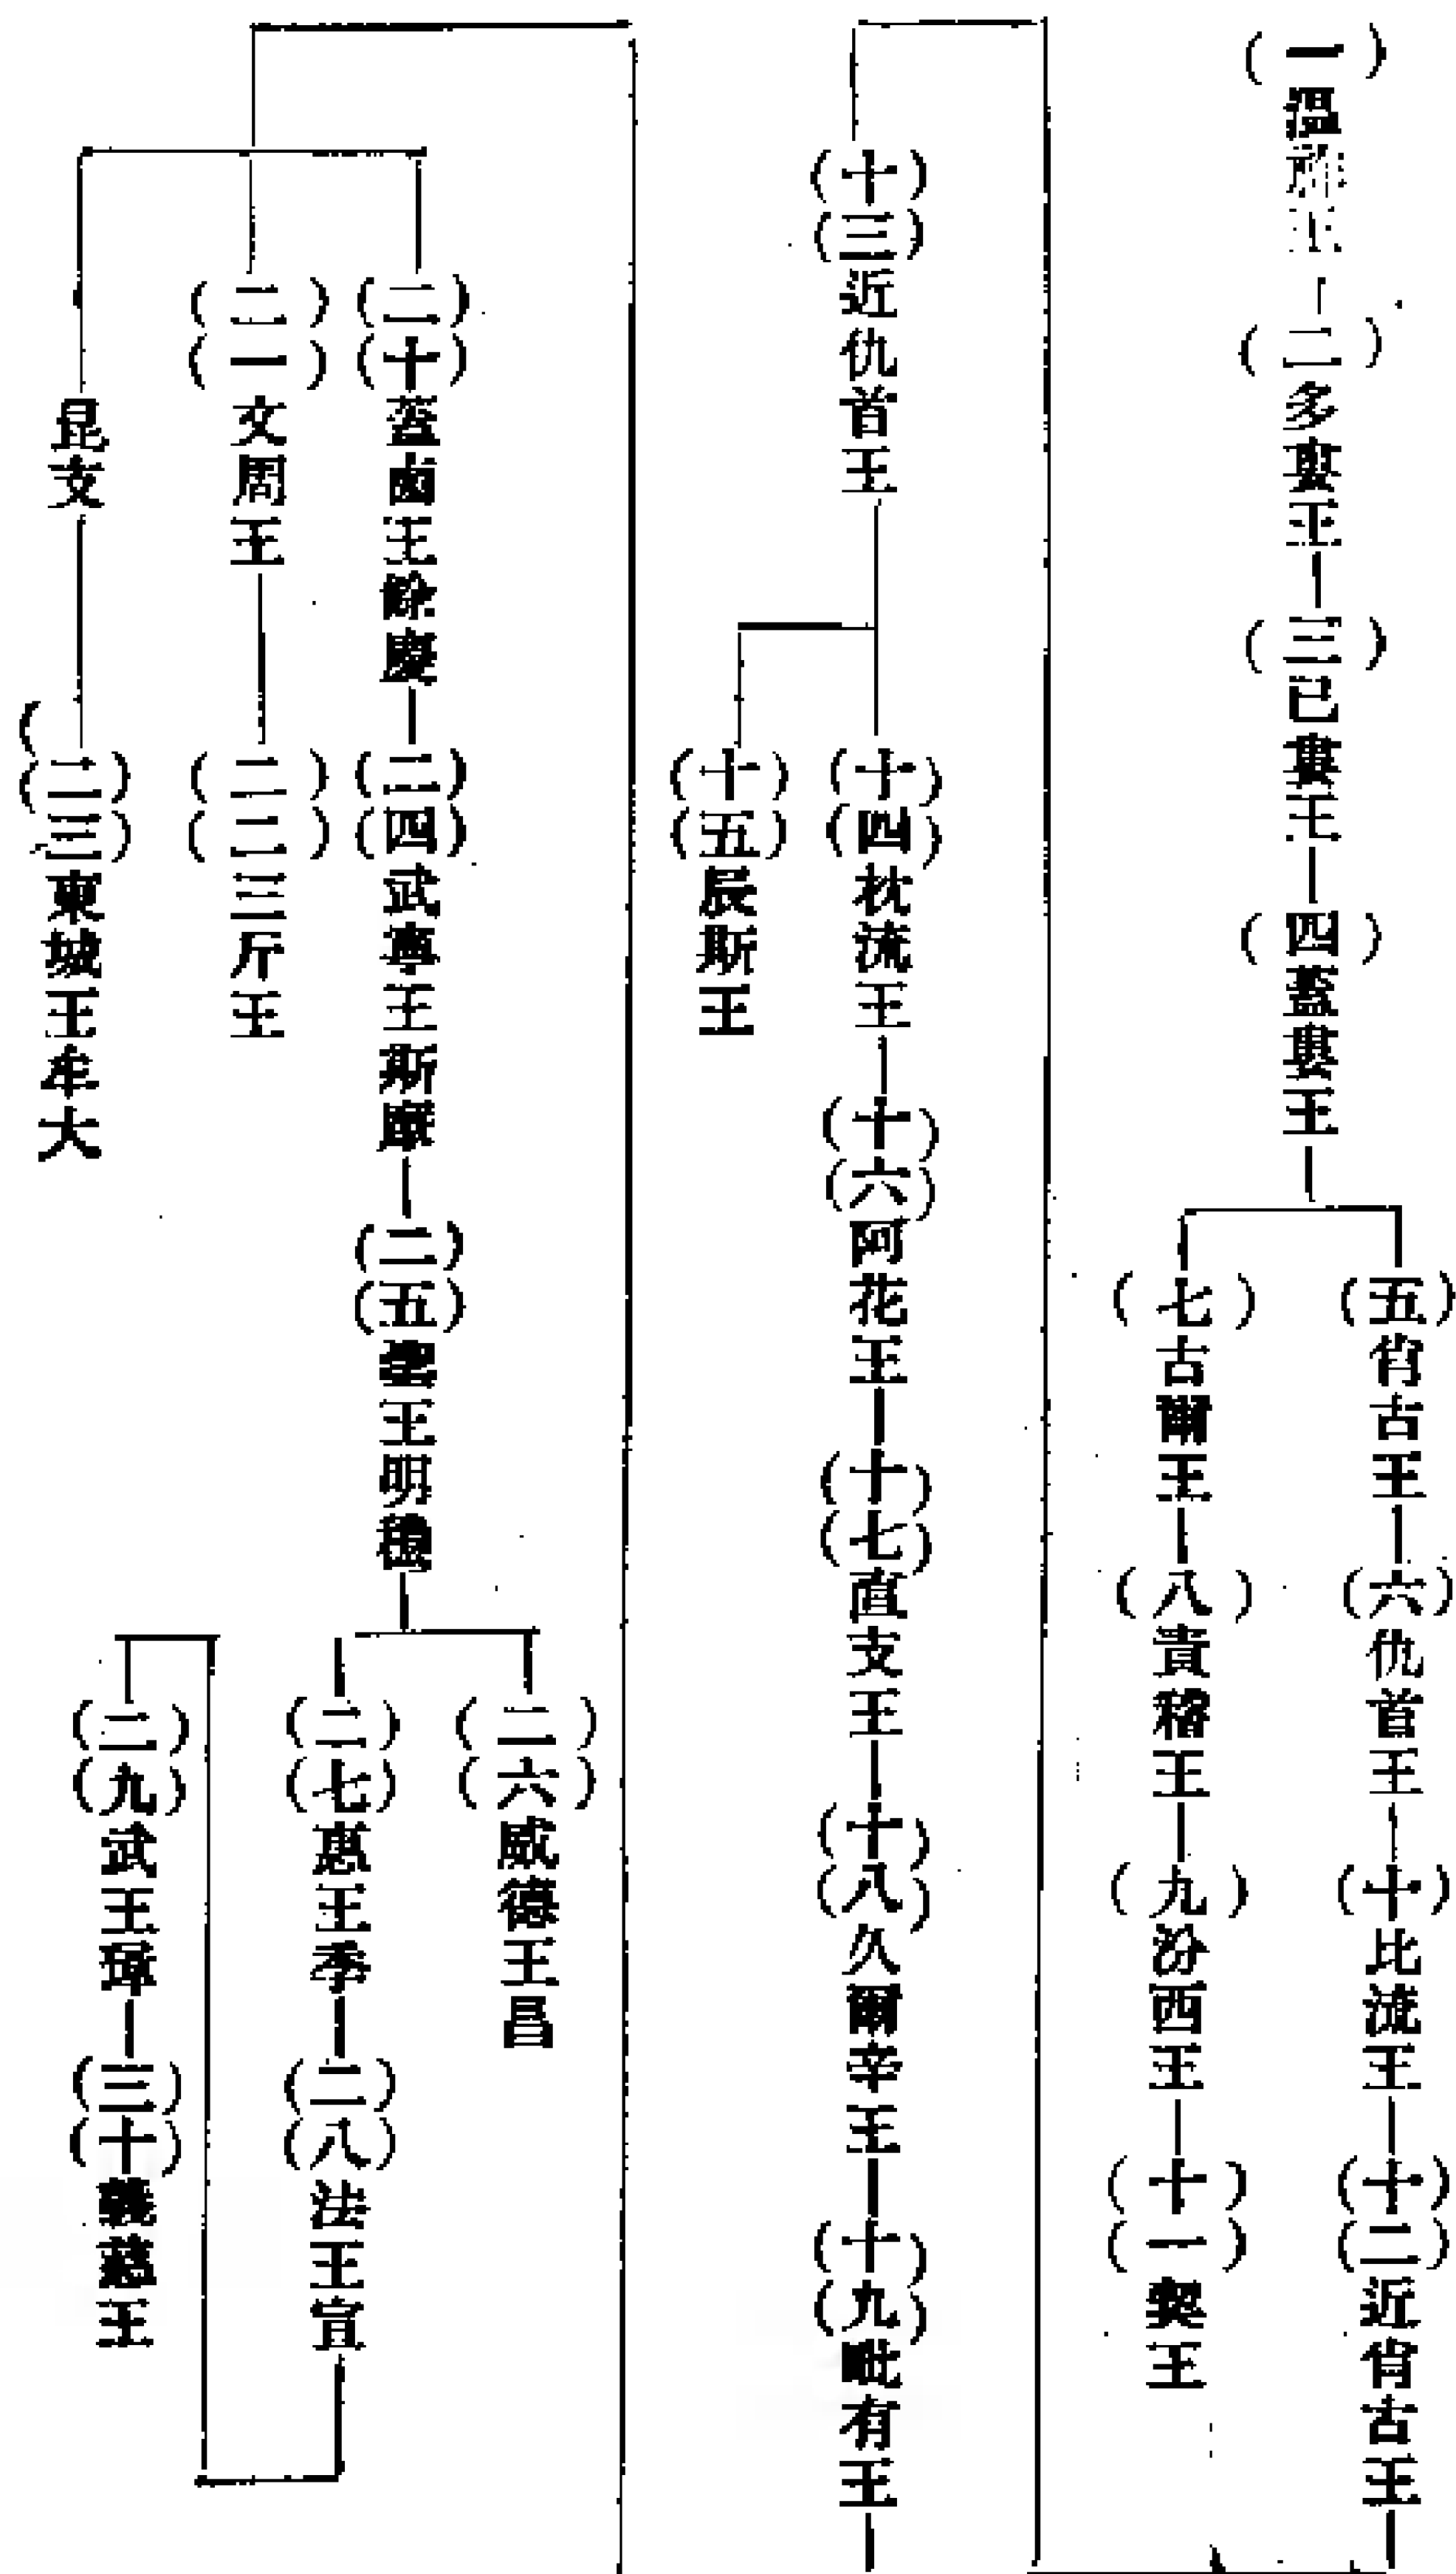 (一)溫祚王
(二)多婁王
(三)己婁王
(四)蓋婁王
(五)肖古王
(六)仇首王
(十)比流王
(十二)近肖古王
(七)古爾王
(八)責稽王
(九)汾西王
(十一)契王
(十三)近仇首王
(十四)枕流王
(十六)阿花王
(十七)直支王
(十八)久爾辛王
(十九)毗有王
(十五)辰斯王
(二十)蓋鹵王餘慶
(二四)武寧王斯摩
(二五)聖王明穠
(二六)威德王昌
(二七)惠王季
(二八)法王宣
(二九)武王璋
(三十)義慈王
(二一)文周王
(二二)三斤王
昆支
(二三)東城王牟大